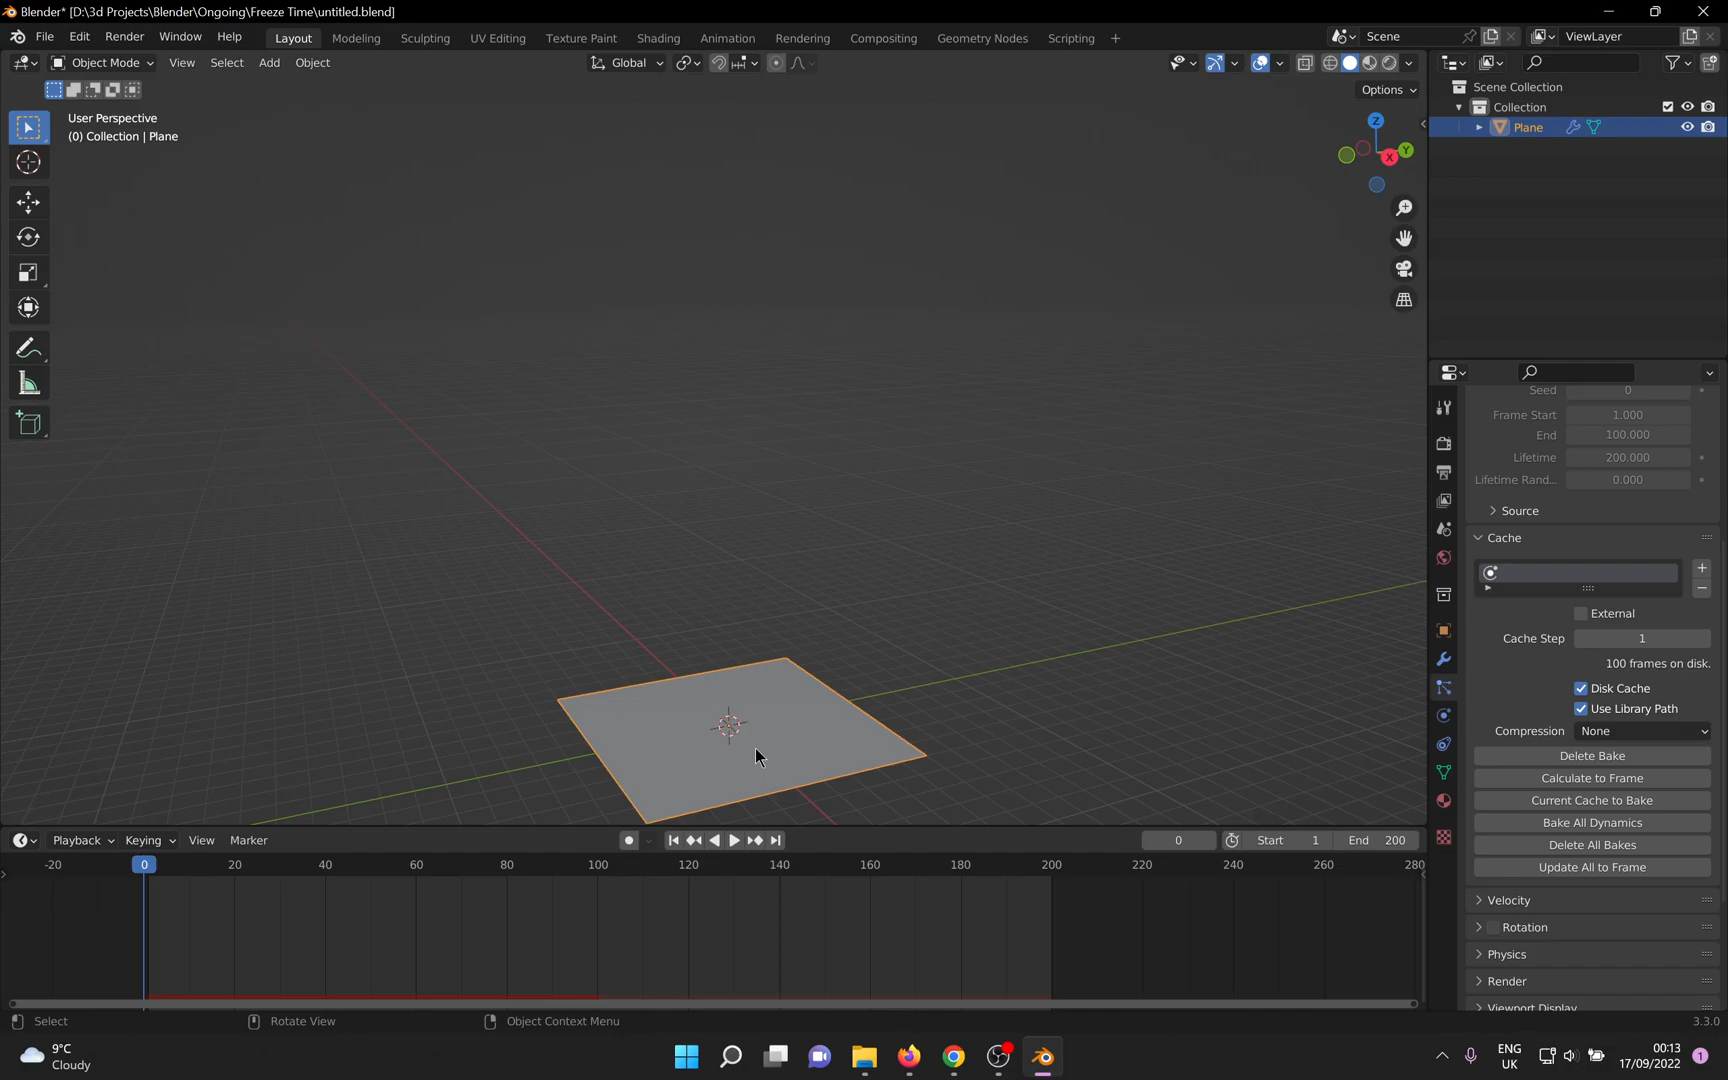 Blender* [D:\3d Projects\Blender\Ongoing\Freeze Time\untitled.blend]
File Edit Render Window Help Layout Modeling Sculpting UV Editing Texture Paint Shading Animation Rendering Compositing Geometry Nodes Scripting + Scene ViewLayer
Object Mode View Select Add Object Global
Options
User Perspective
(0) Collection | Plane
Z
Y
X
Scene Collection
Collection
Plane
Seed 0
Frame Start 1.000
End 100.000
Lifetime 200.000
Lifetime Rand... 0.000
Source
Cache
External
Cache Step 1
100 frames on disk.
Disk Cache
Use Library Path
Compression None
Delete Bake
Calculate to Frame
Current Cache to Bake
Bake All Dynamics
Delete All Bakes
Update All to Frame
Velocity
Rotation
Physics
Render
Viewport Display
Playback Keying View Marker 0 Start 1 End 200
-20 0 20 40 60 80 100 120 140 160 180 200 220 240 260 280
Select Rotate View Object Context Menu 3.3.0
9°C
Cloudy
ENG
UK
00:13
17/09/2022
1